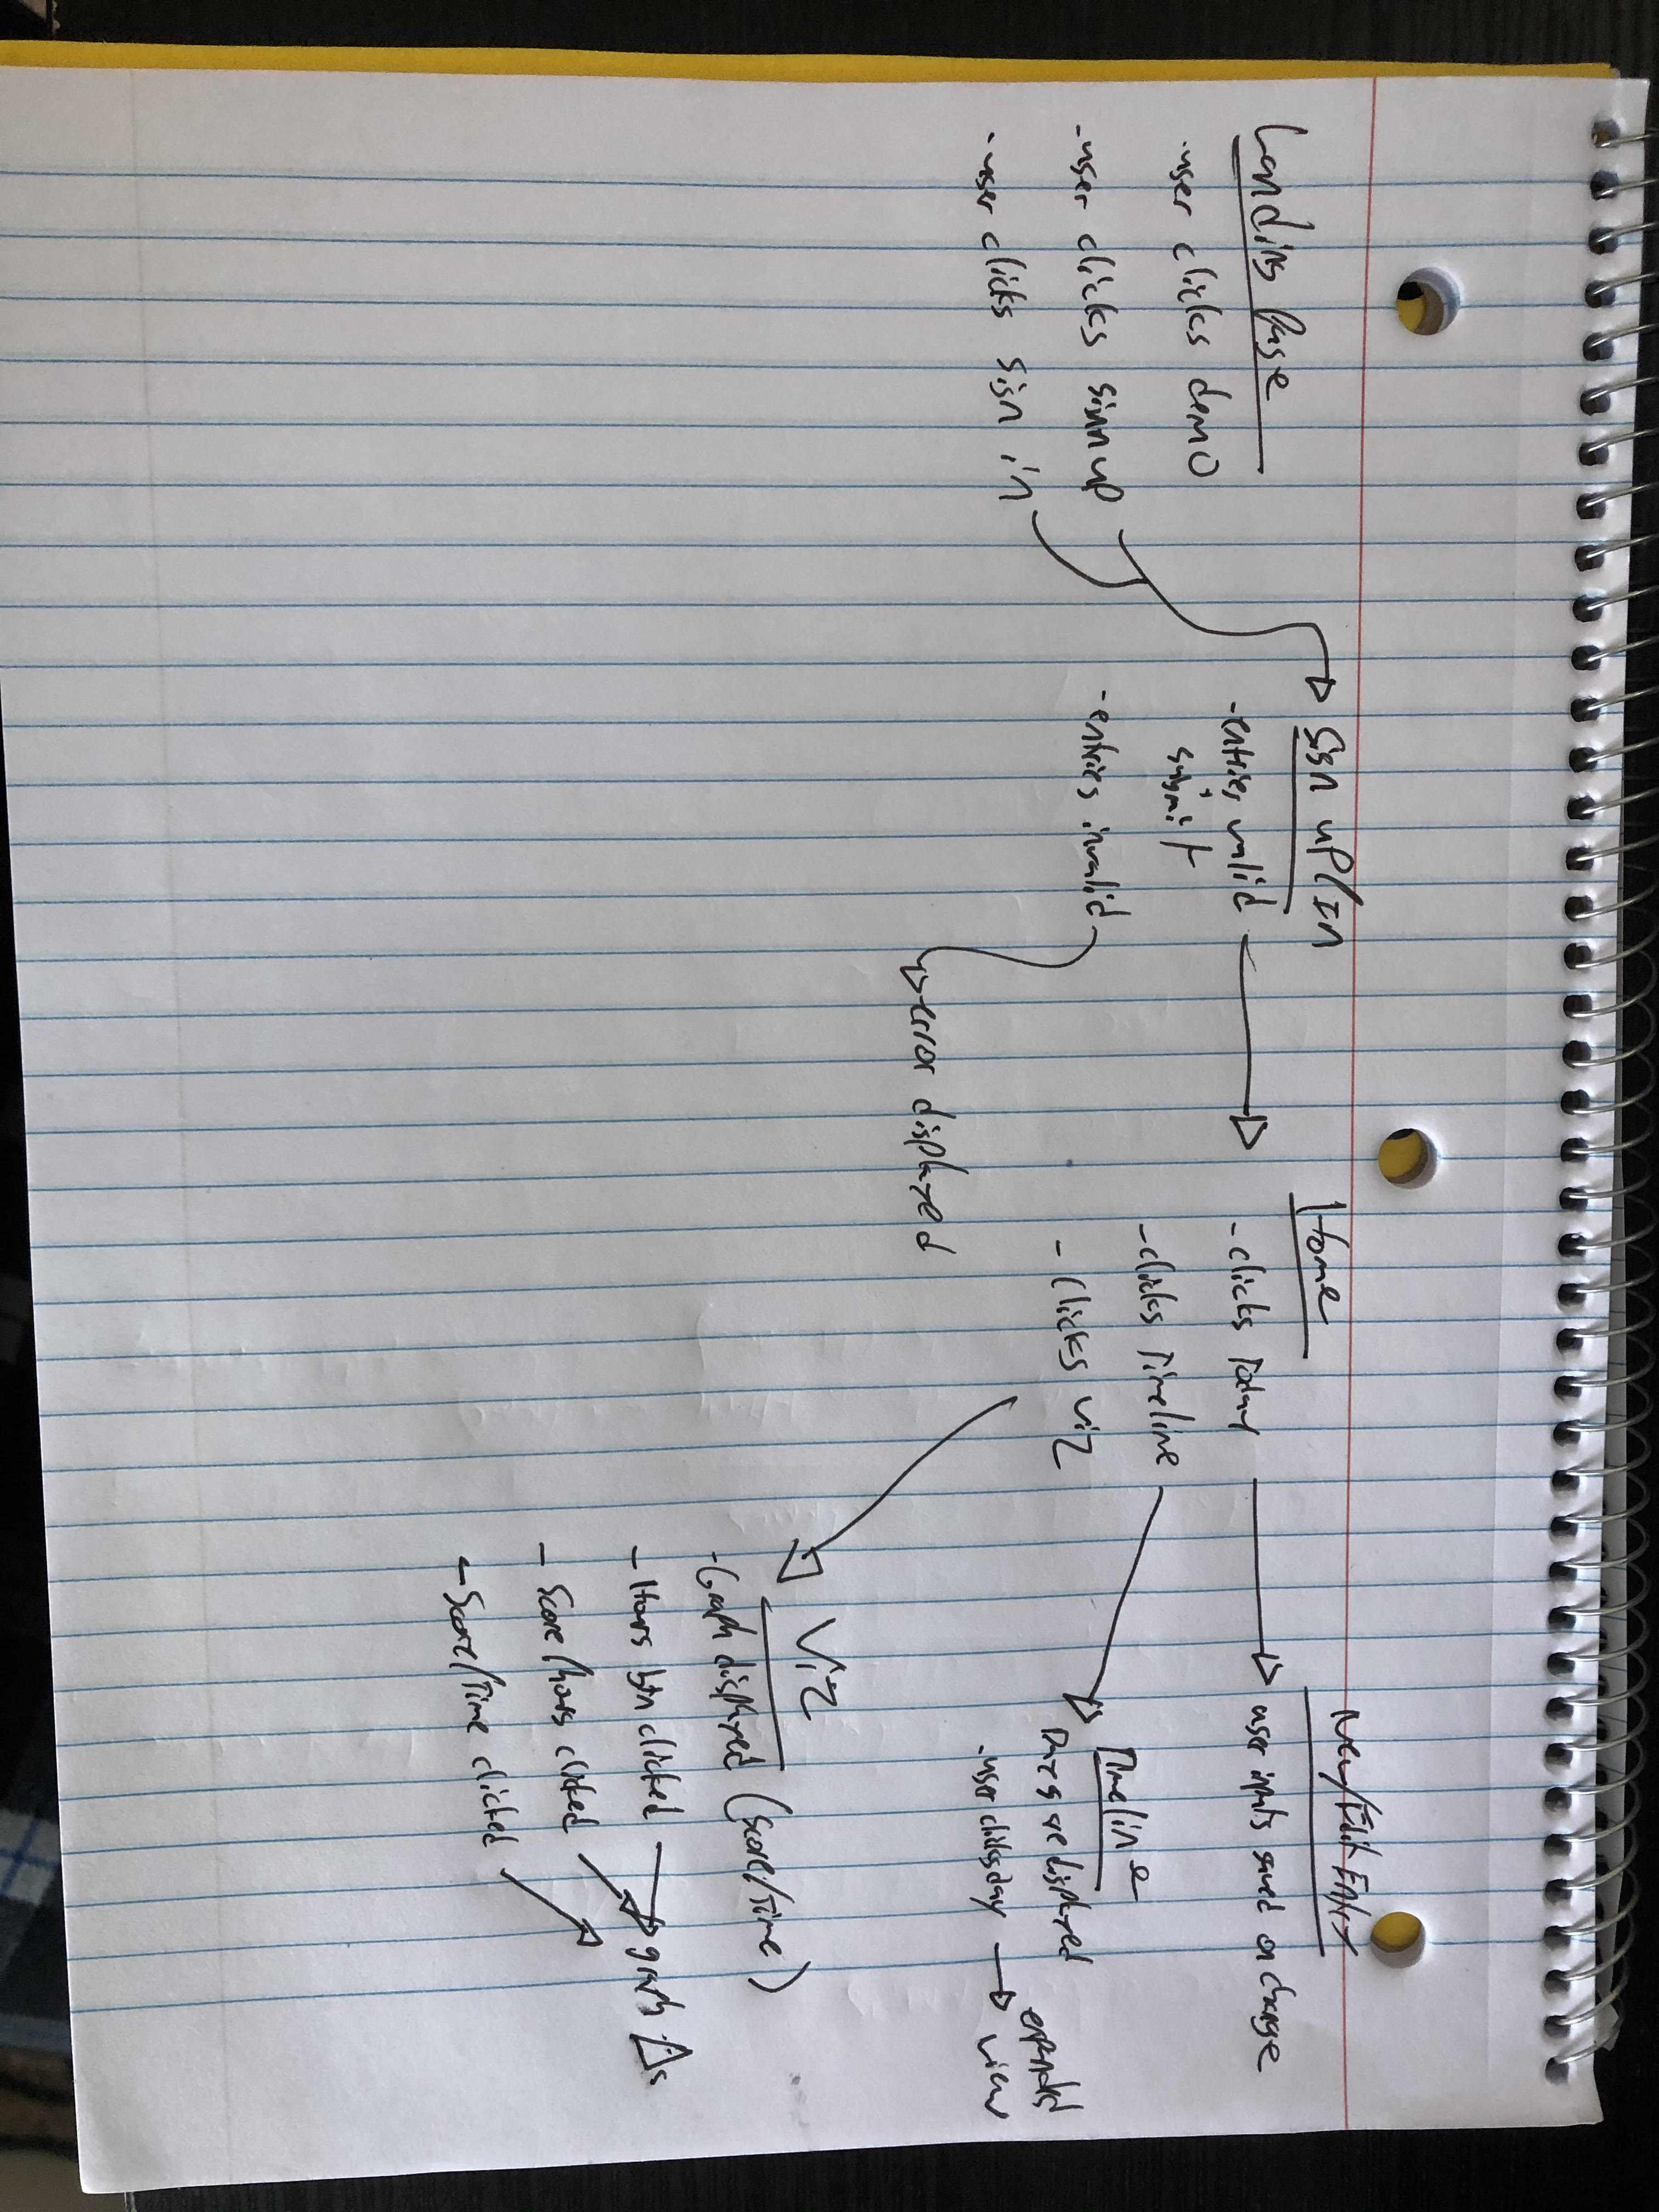 Landing Page
- user clicks demo
- user clicks sign up
- user clicks sign in
Sign up/In
- entries valid
submit
- entries invalid
error displayed
Home
- clicks Today
- clicks Timeline
- clicks viz
New/Edit Entry
user inputs saved on change
Timeline
Days are displayed
- user clicks day
expanded
view
Viz
- Graph displayed (Score/Time)
- Hours btn clicked
- Score/hours clicked
- Score/Time clicked
graph Δs